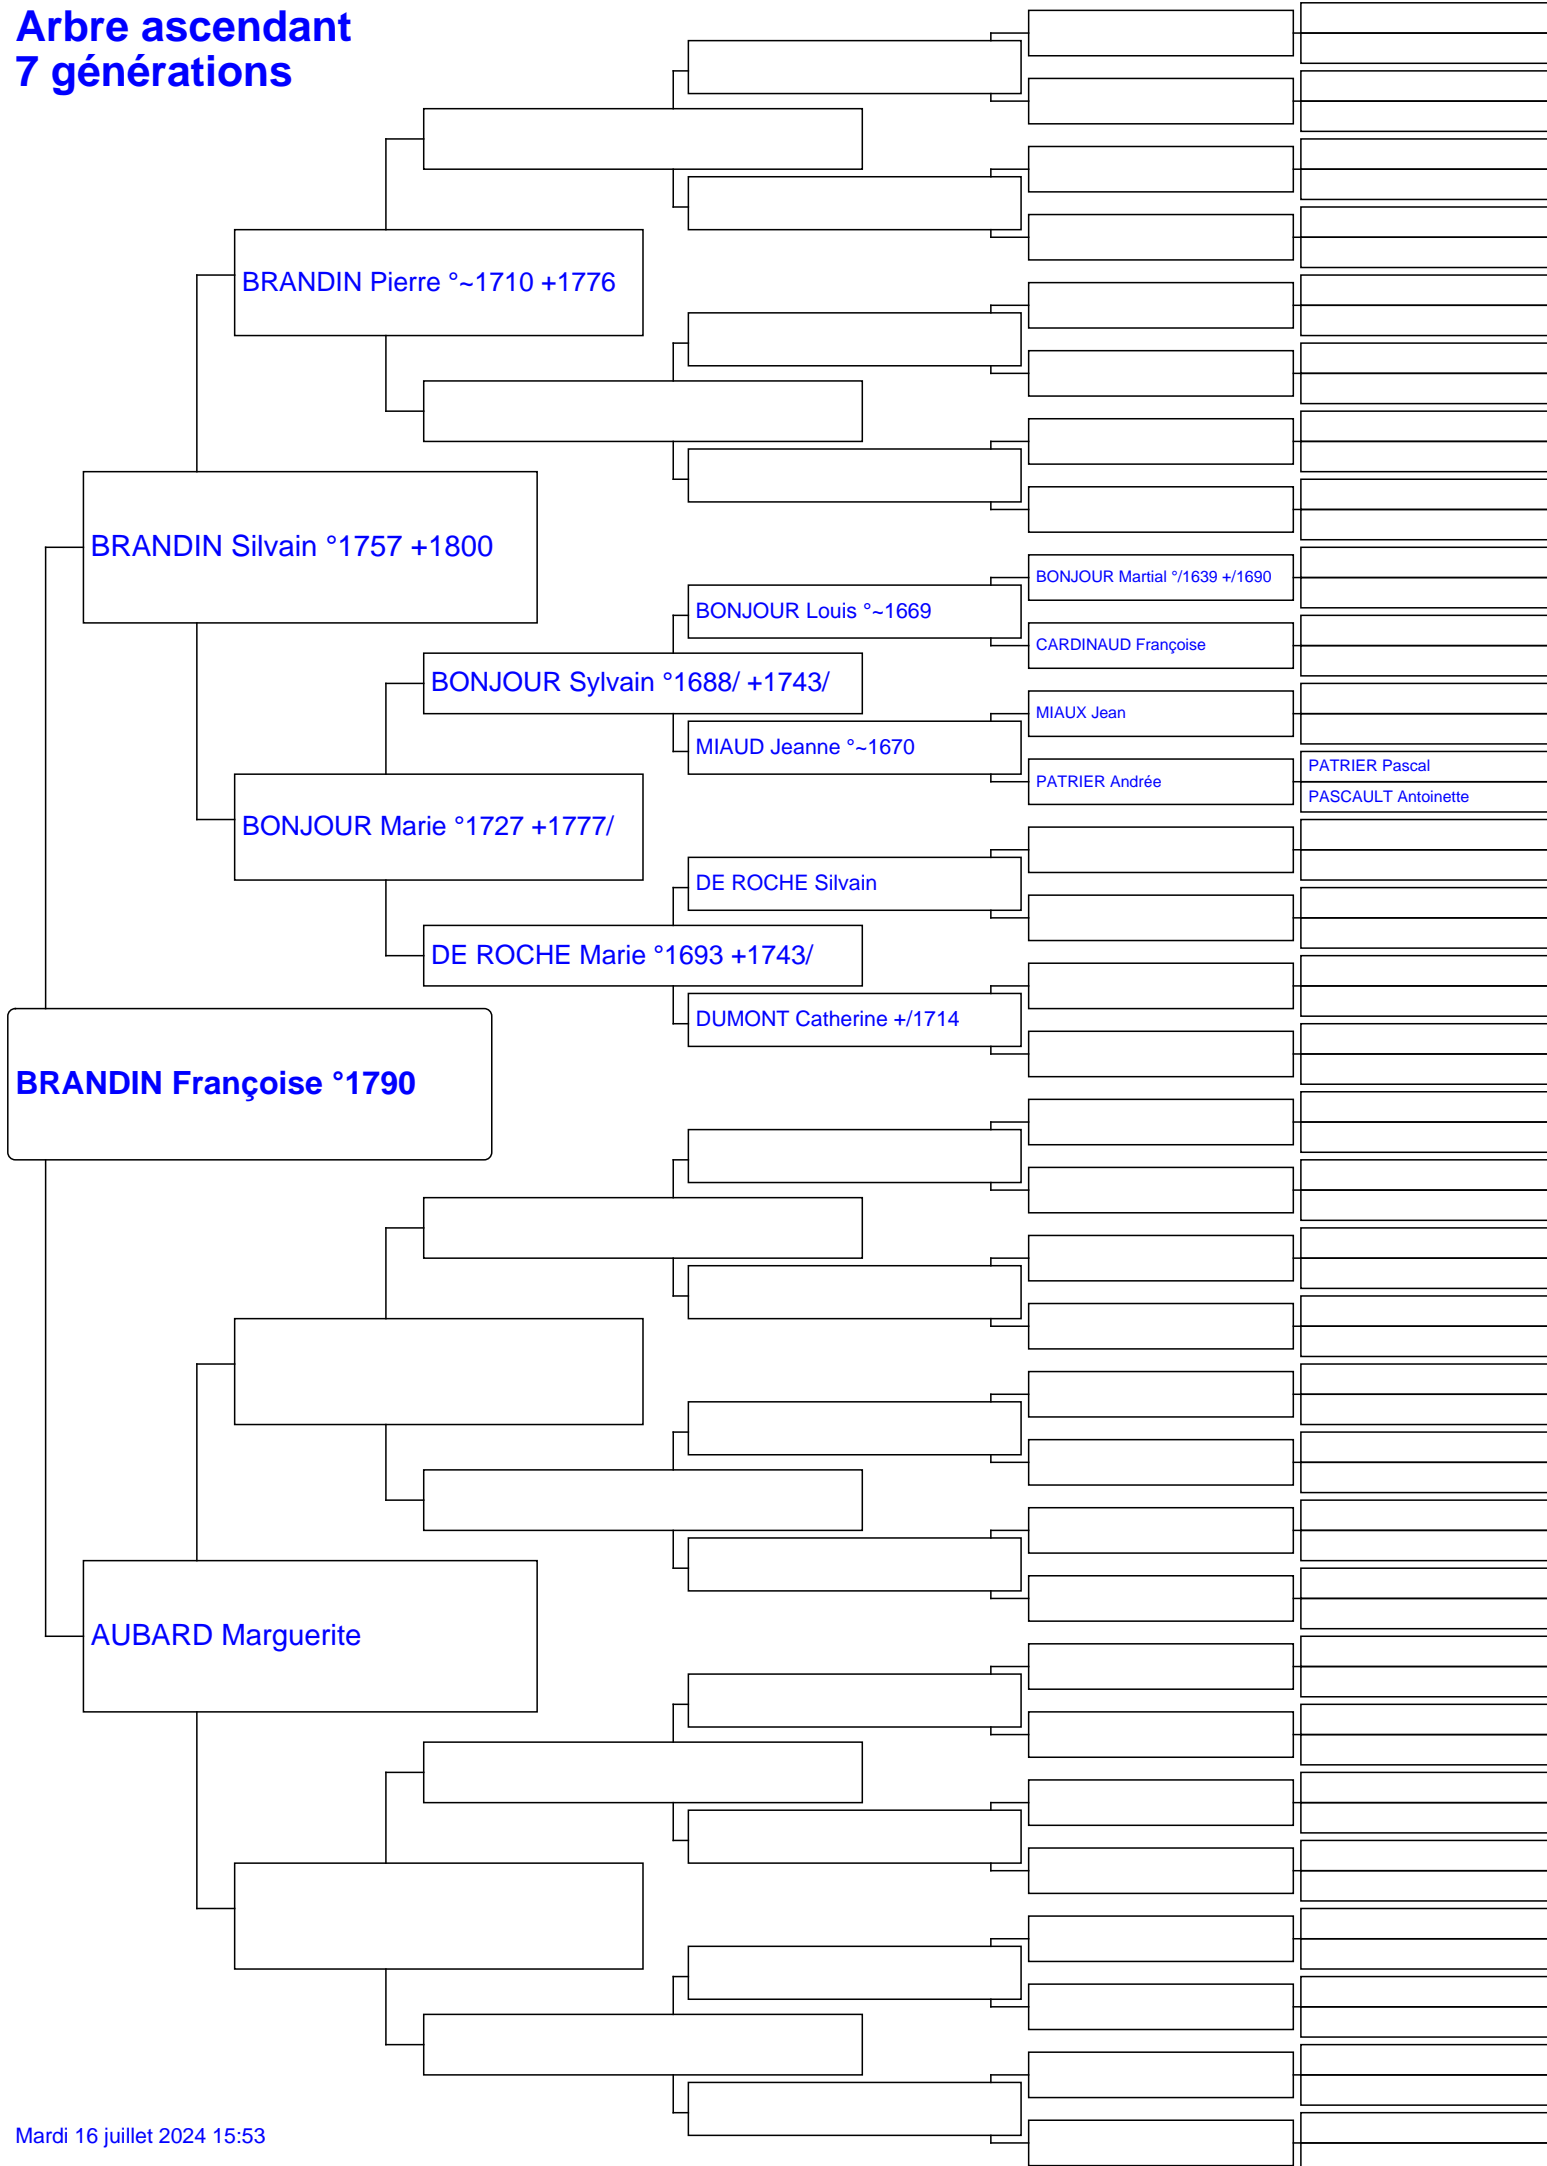 Arbre ascendant
7 générations
BRANDIN Pierre °~1710 +1776
BRANDIN Silvain °1757 +1800
BONJOUR Martial °/1639 +/1690
BONJOUR Louis °~1669
CARDINAUD Françoise
BONJOUR Sylvain °1688/ +1743/
MIAUX Jean
MIAUD Jeanne °~1670
PATRIER Pascal
PATRIER Andrée
PASCAULT Antoinette
BONJOUR Marie °1727 +1777/
DE ROCHE Silvain
DE ROCHE Marie °1693 +1743/
DUMONT Catherine +/1714
BRANDIN Françoise °1790
AUBARD Marguerite
Mardi 16 juillet 2024 15:53